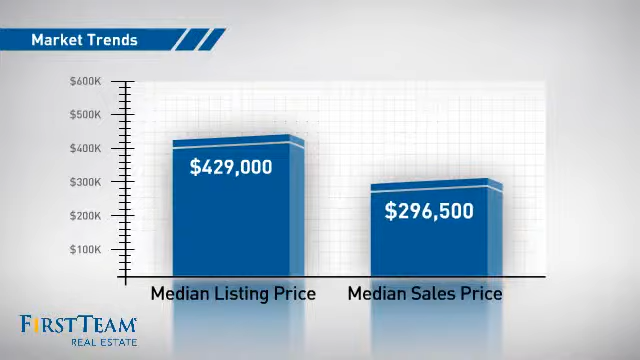 Market Trends
$600K
$500K
$400K
$300K
$200K
$100K
$429,000
$296,500
Median Listing Price
Median Sales Price
FIRSTTEAM®
REAL ESTATE